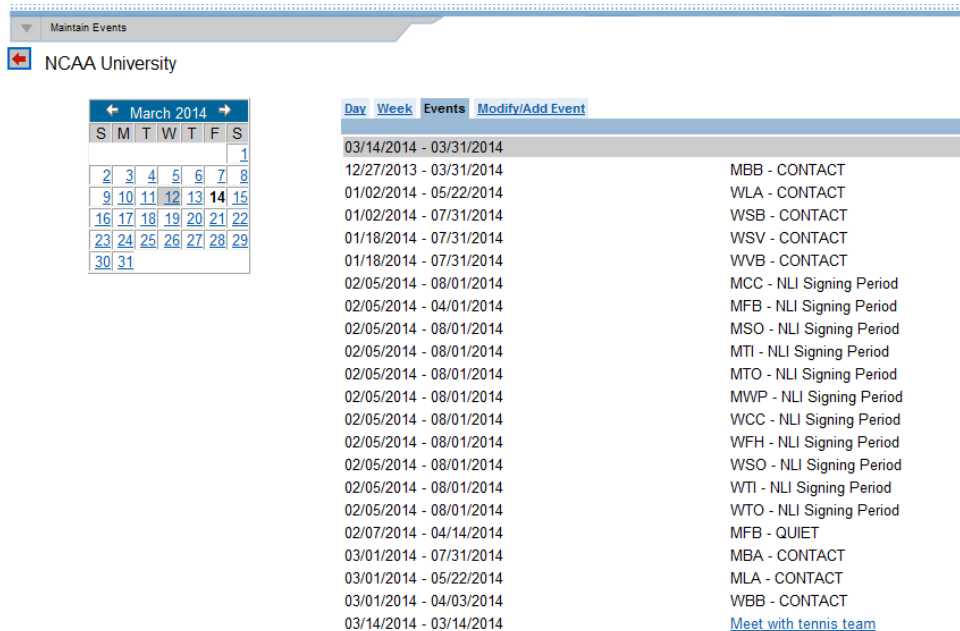 Maintain Events
NCAA University
March 2014
S M T W T F S
1
2 3 4 5 6 7 8
9 10 11 12 13 14 15
16 17 18 19 20 21 22
23 24 25 26 27 28 29
30 31
Day Week Events Modify/Add Event
03/14/2014 - 03/31/2014
12/27/2013 - 03/31/2014 MBB - CONTACT
01/02/2014 - 05/22/2014 WLA - CONTACT
01/02/2014 - 07/31/2014 WSB - CONTACT
01/18/2014 - 07/31/2014 WSV - CONTACT
01/18/2014 - 07/31/2014 WVB - CONTACT
02/05/2014 - 08/01/2014 MCC - NLI Signing Period
02/05/2014 - 04/01/2014 MFB - NLI Signing Period
02/05/2014 - 08/01/2014 MSO - NLI Signing Period
02/05/2014 - 08/01/2014 MTI - NLI Signing Period
02/05/2014 - 08/01/2014 MTO - NLI Signing Period
02/05/2014 - 08/01/2014 MWP - NLI Signing Period
02/05/2014 - 08/01/2014 WCC - NLI Signing Period
02/05/2014 - 08/01/2014 WFH - NLI Signing Period
02/05/2014 - 08/01/2014 WSO - NLI Signing Period
02/05/2014 - 08/01/2014 WTI - NLI Signing Period
02/05/2014 - 08/01/2014 WTO - NLI Signing Period
02/07/2014 - 04/14/2014 MFB - QUIET
03/01/2014 - 07/31/2014 MBA - CONTACT
03/01/2014 - 05/22/2014 MLA - CONTACT
03/01/2014 - 04/03/2014 WBB - CONTACT
03/14/2014 - 03/14/2014 Meet with tennis team